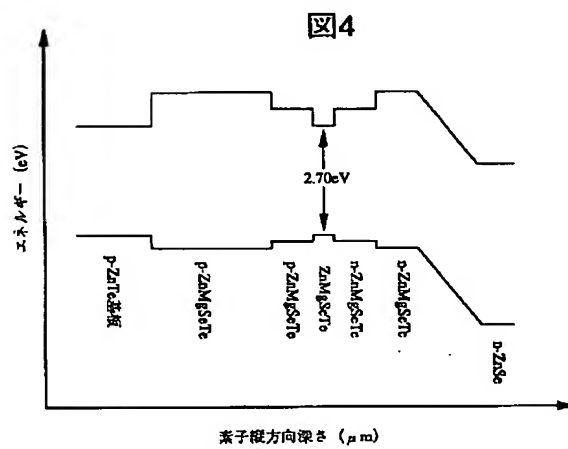 図4
エネルギー (eV)
2.70eV
p-ZnTe基板
p-ZnMgSeTe
p-ZnMgSeTe
ZnMgSeTe
n-ZnMgSeTe
n-ZnMgSeTe
n-ZnSe
素子縦方向深さ (μm)